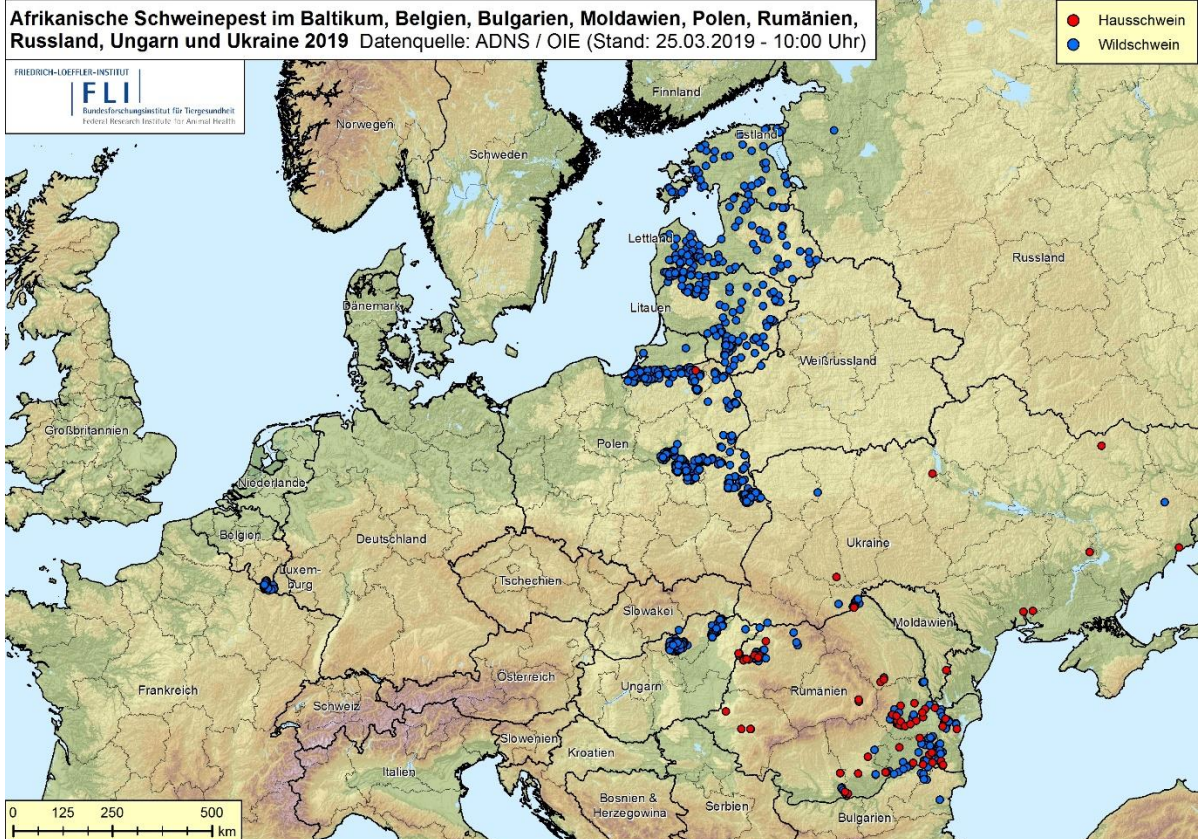 Afrikanische Schweinepest im Baltikum, Belgien, Bulgarien, Moldawien, Polen, Rumänien,
Russland, Ungarn und Ukraine 2019 Datenquelle: ADNS / OIE (Stand: 25.03.2019 - 10:00 Uhr)
Hausschwein
Wildschwein
FRIEDRICH-LOEFFLER-INSTITUT
FLI
Bundesforschungsinstitut für Tiergesundheit
Federal Research Institute for Animal Health
Finnland
Norwegen
Estland
Schweden
Lettland
Russland
Dänemark
Litauen
Weißrussland
Großbritannien
Polen
Niederlande
Belgien
Deutschland
Ukraine
Luxem-
burg
Tschechien
Slowakei
Moldawien
Österreich
Ungarn
Rumänien
Frankreich
Schweiz
Slowenien
Kroatien
Italien
Bosnien &
Herzegowina
Serbien
Bulgarien
0 125 250 500
km